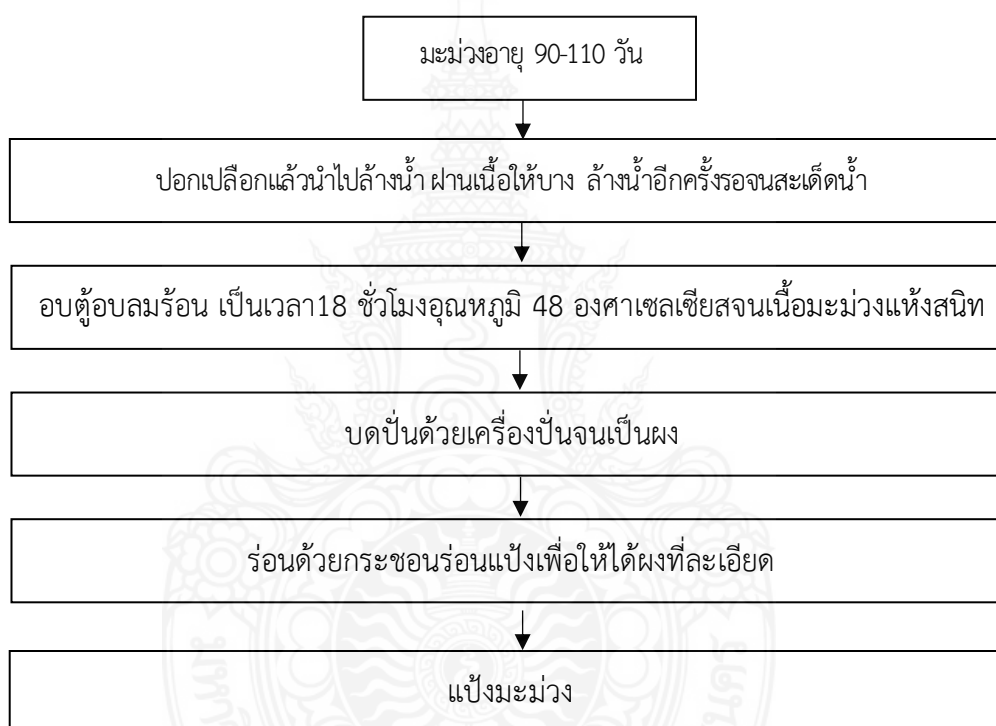 มะม่วงอายุ 90-110 วัน
ปอกเปลือกแล้วนำไปล้างน้ำ ฝานเนื้อให้บาง ล้างน้ำอีกครั้งรอจนสะเด็ดน้ำ
อบตู้อบลมร้อน เป็นเวลา18 ชั่วโมงอุณหภูมิ 48 องศาเซลเซียสจนเนื้อมะม่วงแห้งสนิท
บดปั่นด้วยเครื่องปั่นจนเป็นผง
ร่อนด้วยกระชอนร่อนแป้งเพื่อให้ได้ผงที่ละเอียด
แป้งมะม่วง